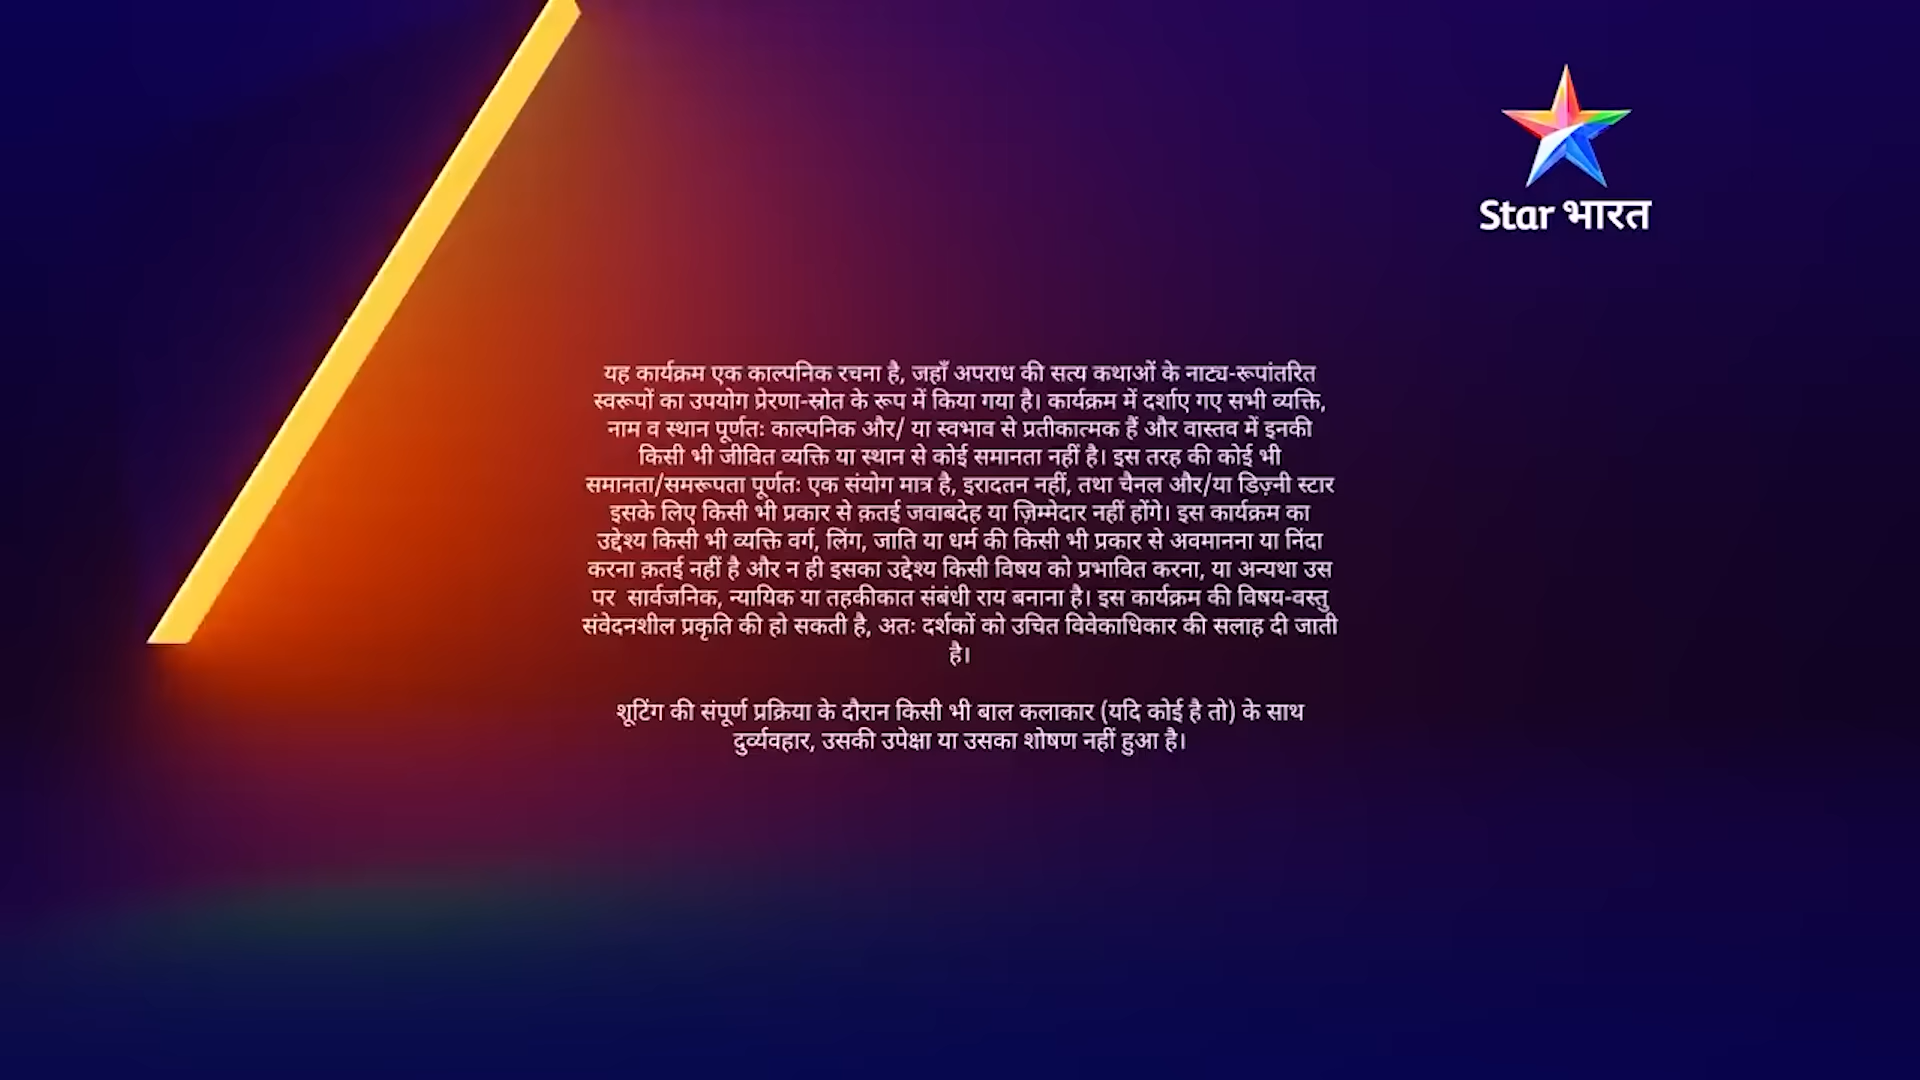 Star भारत
यह कार्यक्रम एक काल्पनिक रचना है, जहाँ अपराध की सत्य कथाओं के नाट्य-रूपांतरित
स्वरूपों का उपयोग प्रेरणा-स्रोत के रूप में किया गया है। कार्यक्रम में दर्शाए गए सभी व्यक्ति,
नाम व स्थान पूर्णतः काल्पनिक और/ या स्वभाव से प्रतीकात्मक हैं और वास्तव में इनकी
किसी भी जीवित व्यक्ति या स्थान से कोई समानता नहीं है। इस तरह की कोई भी
समानता/समरूपता पूर्णतः एक संयोग मात्र है, इरादतन नहीं, तथा चैनल और/या डिज़्नी स्टार
इसके लिए किसी भी प्रकार से क़तई जवाबदेह या ज़िम्मेदार नहीं होंगे। इस कार्यक्रम का
उद्देश्य किसी भी व्यक्ति वर्ग, लिंग, जाति या धर्म की किसी भी प्रकार से अवमानना या निंदा
करना क़तई नहीं है और न ही इसका उद्देश्य किसी विषय को प्रभावित करना, या अन्यथा उस
पर सार्वजनिक, न्यायिक या तहकीकात संबंधी राय बनाना है। इस कार्यक्रम की विषय-वस्तु
संवेदनशील प्रकृति की हो सकती है, अतः दर्शकों को उचित विवेकाधिकार की सलाह दी जाती
है।
शूटिंग की संपूर्ण प्रक्रिया के दौरान किसी भी बाल कलाकार (यदि कोई है तो) के साथ
दुर्व्यवहार, उसकी उपेक्षा या उसका शोषण नहीं हुआ है।